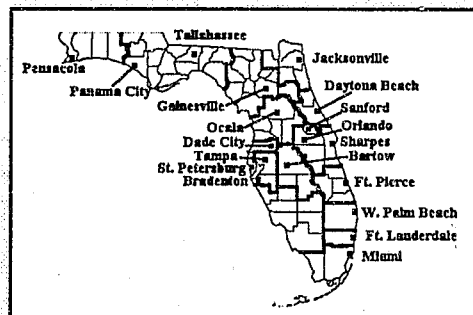 Tallahassee
Jacksonville
Pensacola
Panama City
Daytona Beach
Gainesville
Sanford
Ocala
Orlando
Dade City
Sharpes
Tampa
Bartow
St. Petersburg
Bradenton
Ft. Pierce
W. Palm Beach
Ft. Lauderdale
Miami